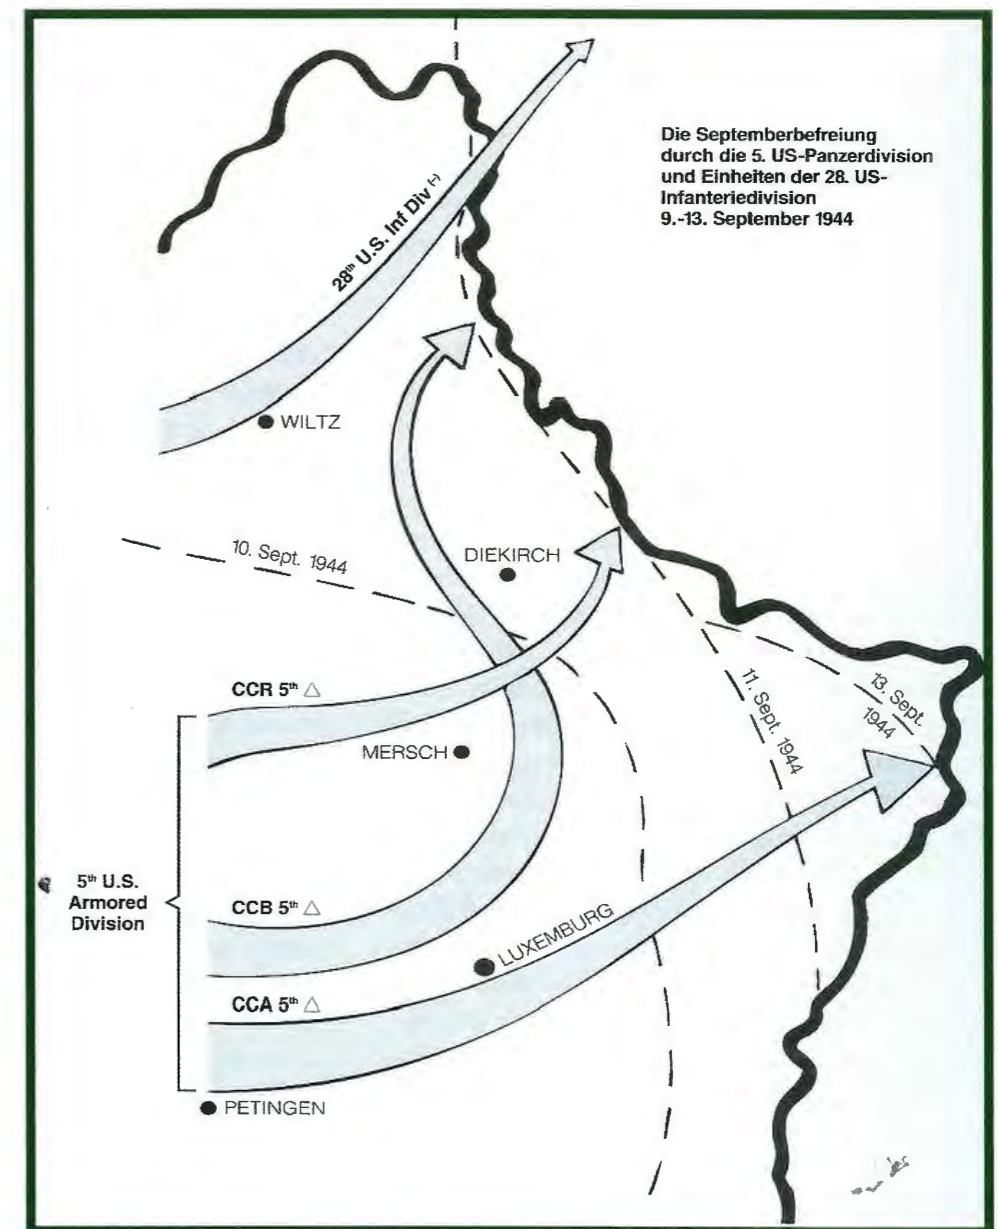 Die Septemberbefreiung
durch die 5. US-Panzerdivision
und Einheiten der 28. US-
Infanteriedivision
9.-13. September 1944
28th U.S. Inf Div (-)
WILTZ
10. Sept. 1944
DIEKIRCH
CCR 5th △
MERSCH
11. Sept. 1944
13. Sept.
1944
5th U.S.
Armored
Division
CCB 5th △
LUXEMBURG
CCA 5th △
PETINGEN